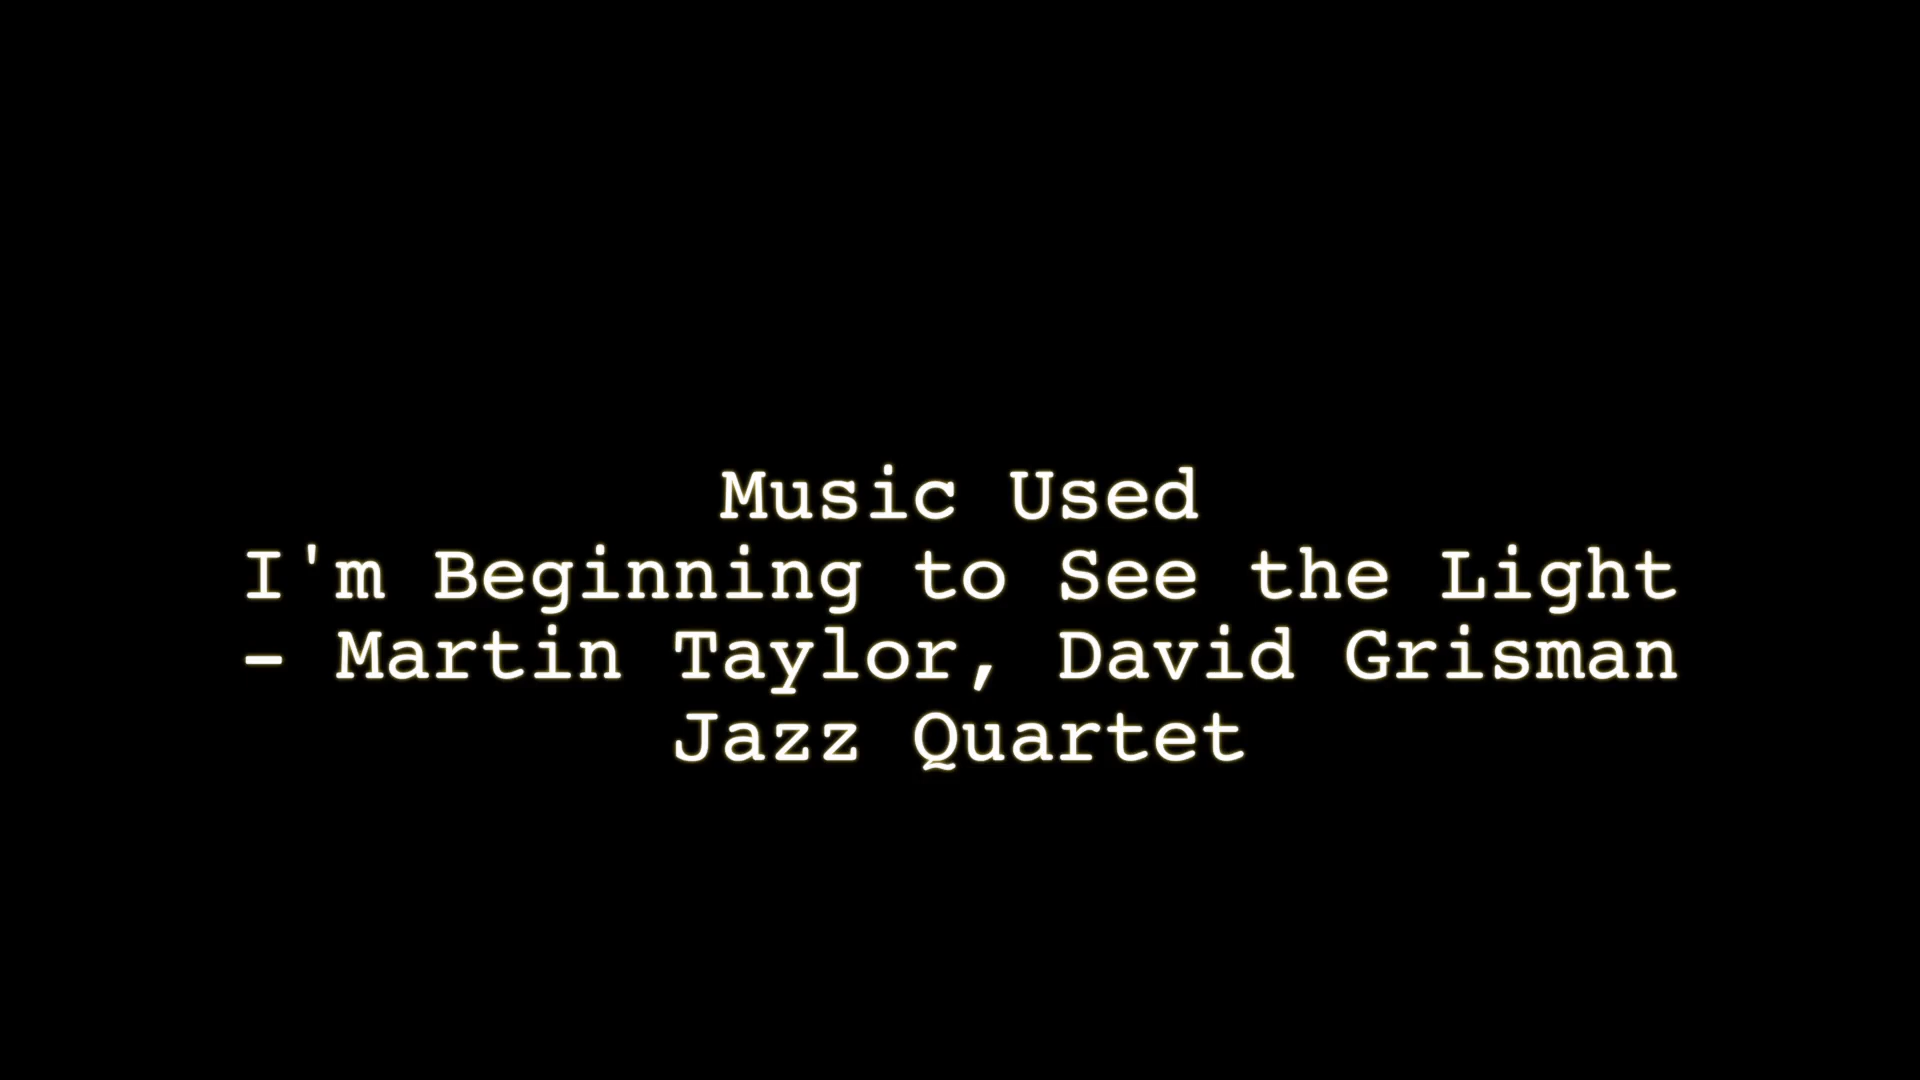 Music Used
I'm Beginning to See the Light
- Martin Taylor, David Grisman
Jazz Quartet